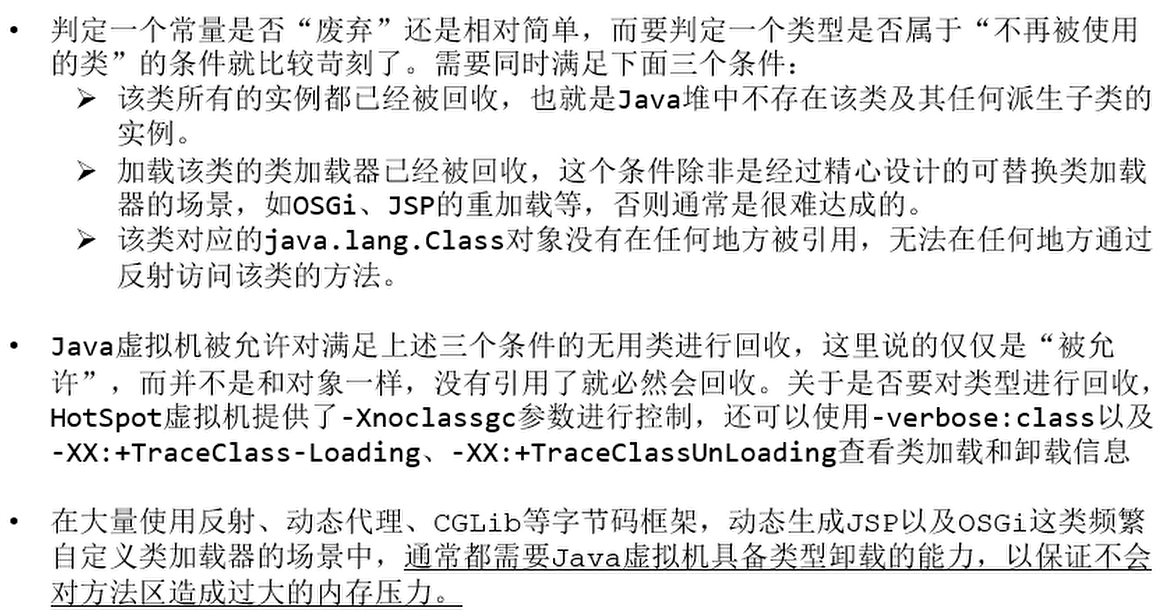 • 判定一个常量是否“废弃”还是相对简单，而要判定一个类型是否属于“不再被使用
的类”的条件就比较苛刻了。需要同时满足下面三个条件：
➢ 该类所有的实例都已经被回收，也就是Java堆中不存在该类及其任何派生子类的
实例。
➢ 加载该类的类加载器已经被回收，这个条件除非是经过精心设计的可替换类加载
器的场景，如OSGi、JSP的重加载等，否则通常是很难达成的。
➢ 该类对应的java.lang.Class对象没有在任何地方被引用，无法在任何地方通过
反射访问该类的方法。
• Java虚拟机被允许对满足上述三个条件的无用类进行回收，这里说的仅仅是“被允
许”，而并不是和对象一样，没有引用了就必然会回收。关于是否要对类型进行回收，
HotSpot虚拟机提供了-Xnoclassgc参数进行控制，还可以使用-verbose:class以及
-XX:+TraceClass-Loading、-XX:+TraceClassUnLoading查看类加载和卸载信息
• 在大量使用反射、动态代理、CGLib等字节码框架，动态生成JSP以及OSGi这类频繁
自定义类加载器的场景中，通常都需要Java虚拟机具备类型卸载的能力，以保证不会
对方法区造成过大的内存压力。